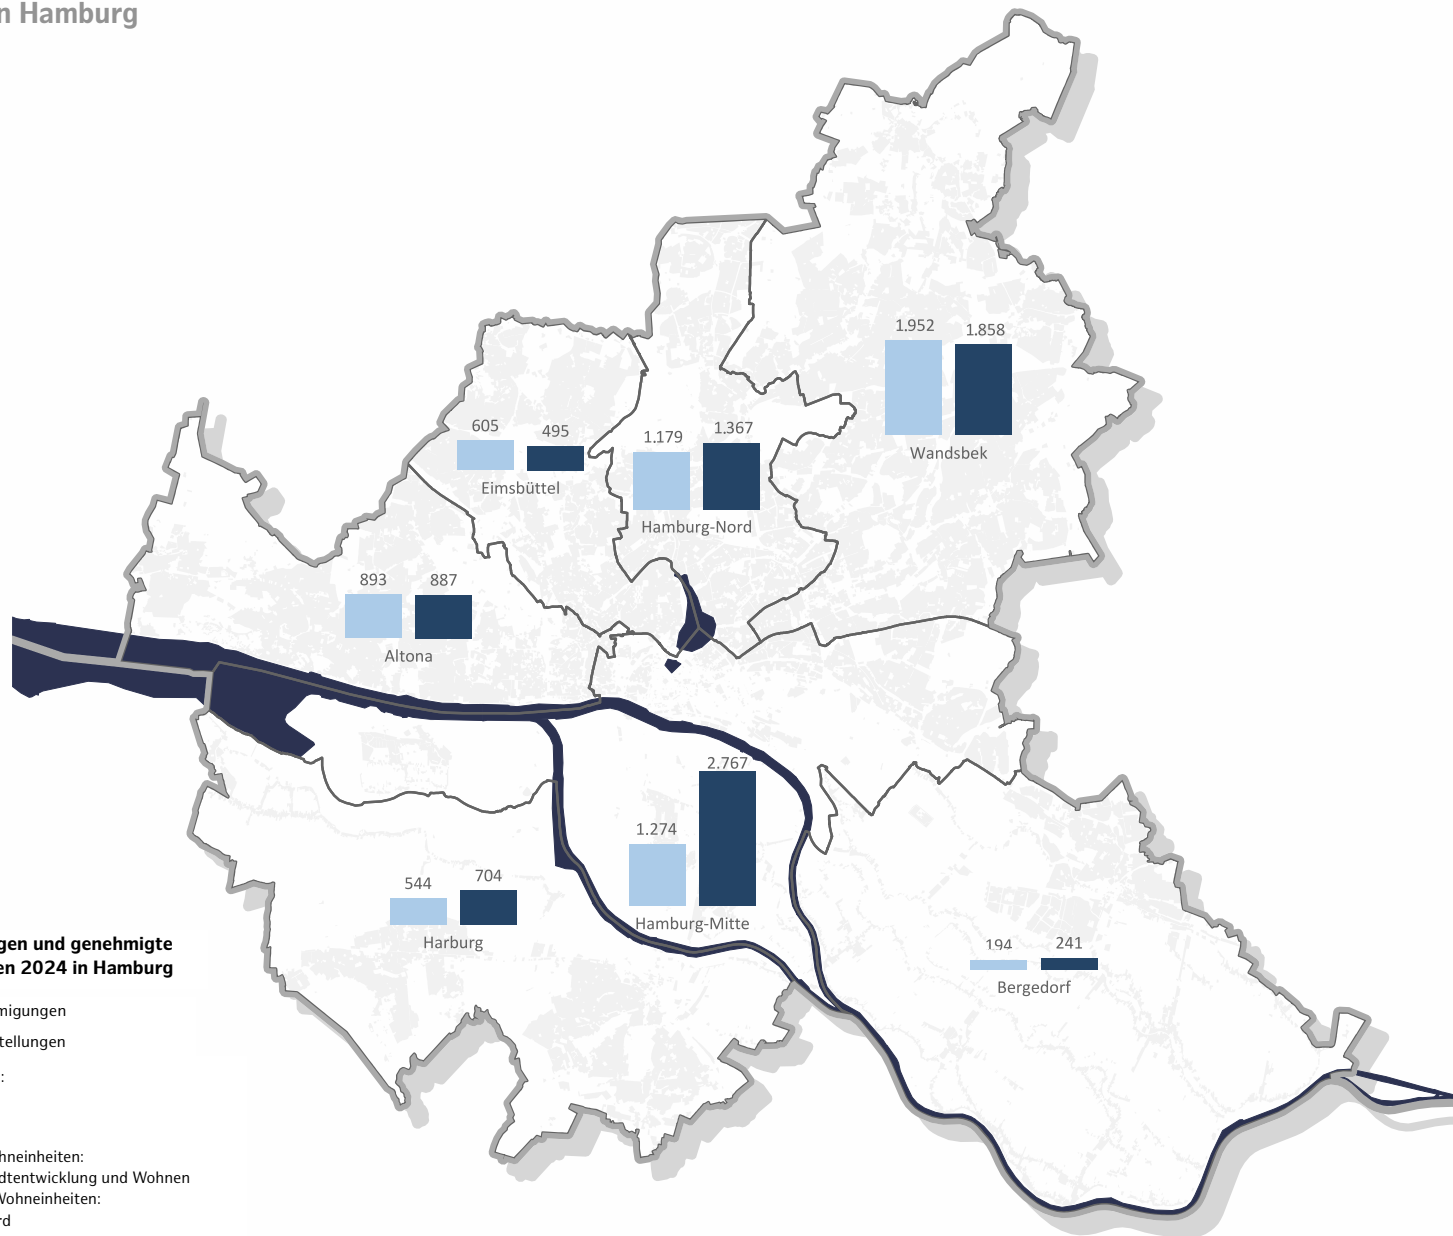 n Hamburg
1.952
1.858
Wandsbek
605
495
Eimsbüttel
1.179
1.367
Hamburg-Nord
893
887
Altona
2.767
1.274
Hamburg-Mitte
544
704
Harburg
194
241
Bergedorf
gen und genehmigte
en 2024 in Hamburg
migungen
tellungen
:
hneinheiten:
dtentwicklung und Wohnen
Wohneinheiten:
rd